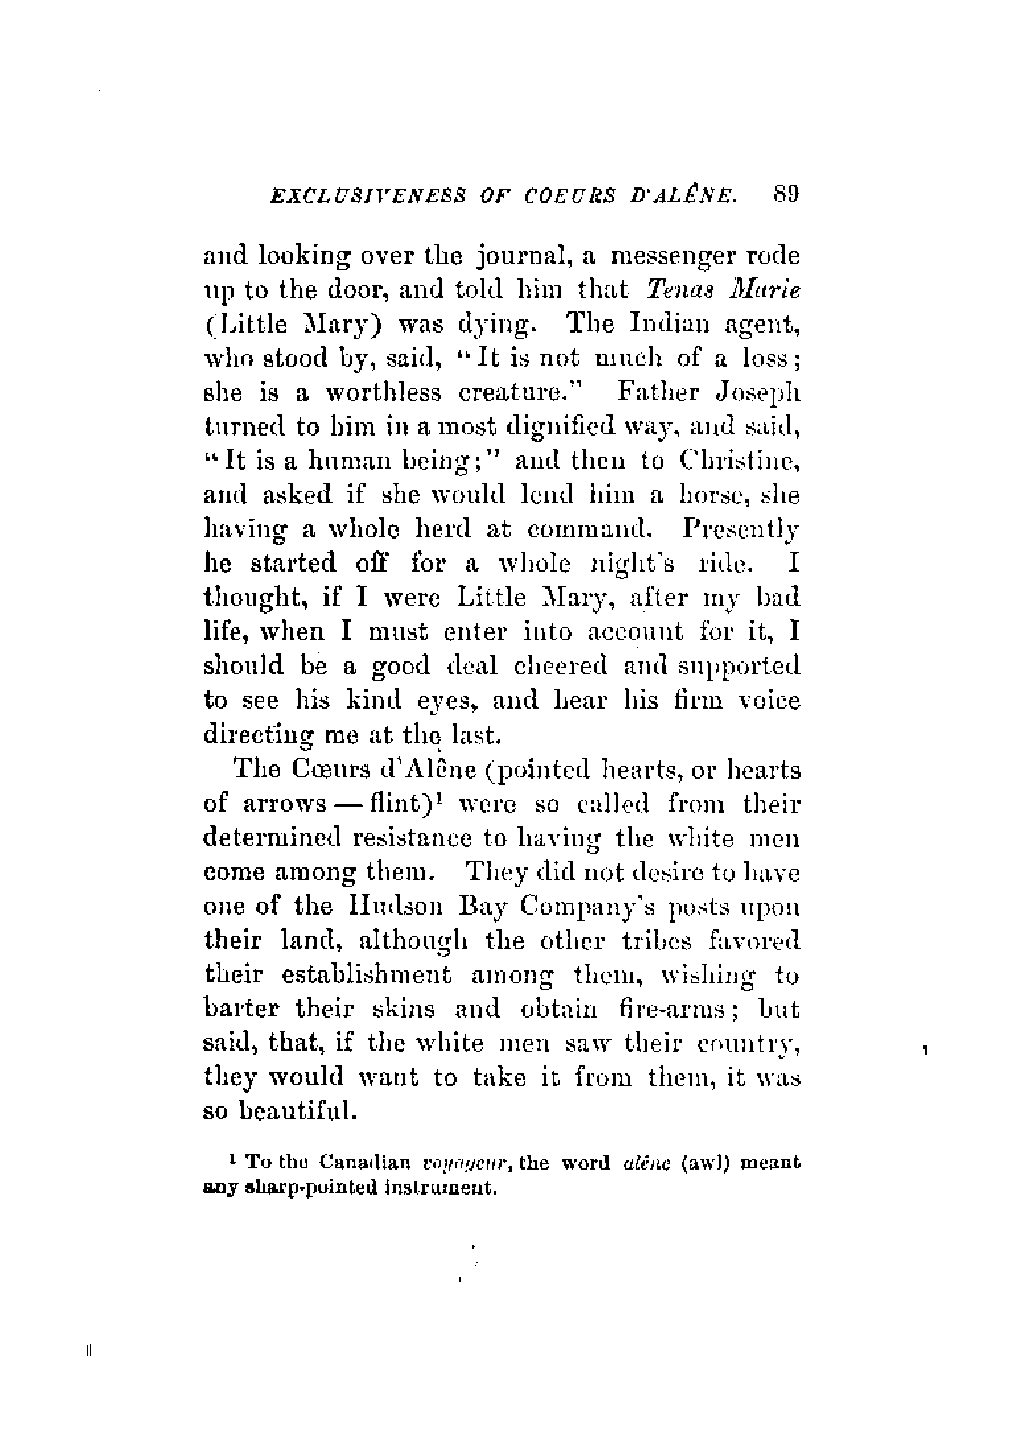 EXCLUSIVENESS OF COEURS D'ALÊNE. 89
and looking over the journal, a messenger rode
up to the door, and told him that Tenas Marie
(Little Mary) was dying. The Indian agent,
who stood by, said, "It is not much of a loss;
she is a worthless creature." Father Joseph
turned to him in a most dignified way, and said,
"It is a human being;" and then to Christine,
and asked if she would lend him a horse, she
having a whole herd at command. Presently
he started off for a whole night's ride. I
thought, if I were Little Mary, after my bad
life, when I must enter into account for it, I
should be a good deal cheered and supported
to see his kind eyes, and hear his firm voice
directing me at the last.
The Cœurs d'Alêne (pointed hearts, or hearts
of arrows — flint)¹ were so called from their
determined resistance to having the white men
come among them. They did not desire to have
one of the Hudson Bay Company's posts upon
their land, although the other tribes favored
their establishment among them, wishing to
barter their skins and obtain fire-arms; but
said, that, if the white men saw their country,
they would want to take it from them, it was
so beautiful.
¹ To the Canadian voyageur, the word alêne (awl) meant
any sharp-pointed instrument.